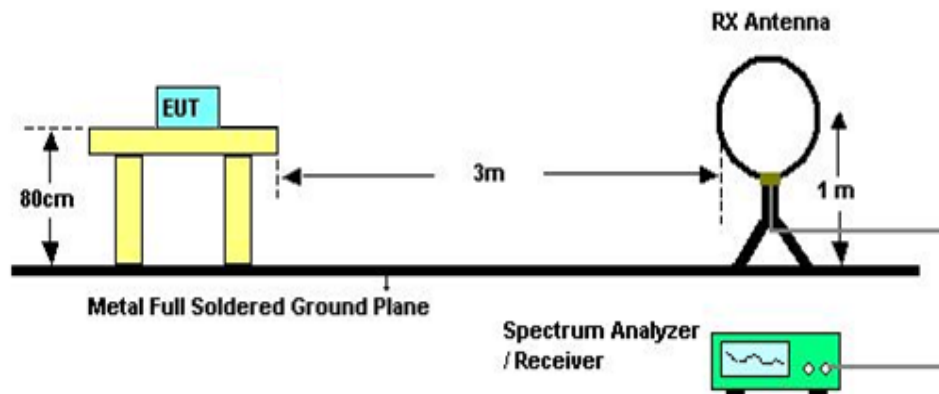 RX Antenna
EUT
80cm
3m
1 m
Metal Full Soldered Ground Plane
Spectrum Analyzer
/ Receiver